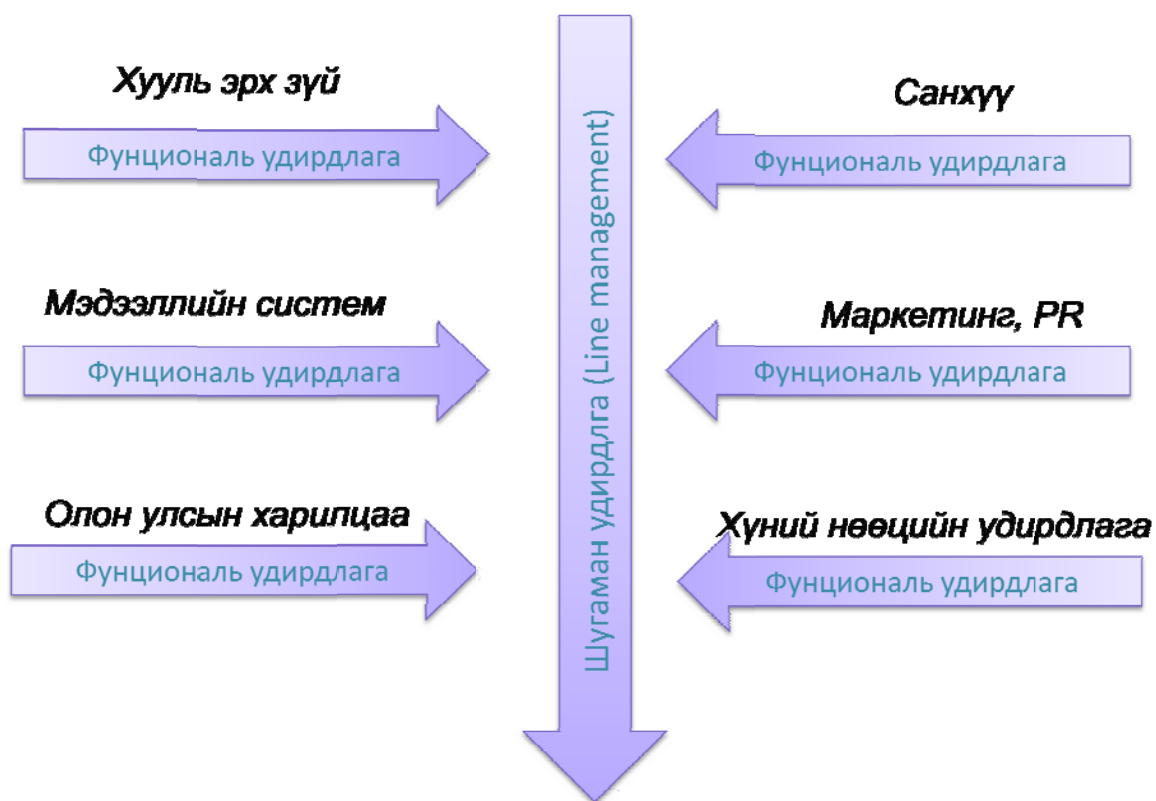 Хууль эрх зүй
Фунциональ удирдлага
Санхүү
Фунциональ удирдлага
Мэдээллийн систем
Фунциональ удирдлага
Маркетинг, PR
Фунциональ удирдлага
Олон улсын харилцаа
Фунциональ удирдлага
Хүний нөөцийн удирдлага
Фунциональ удирдлага
Шугаман удирдлга (Line management)